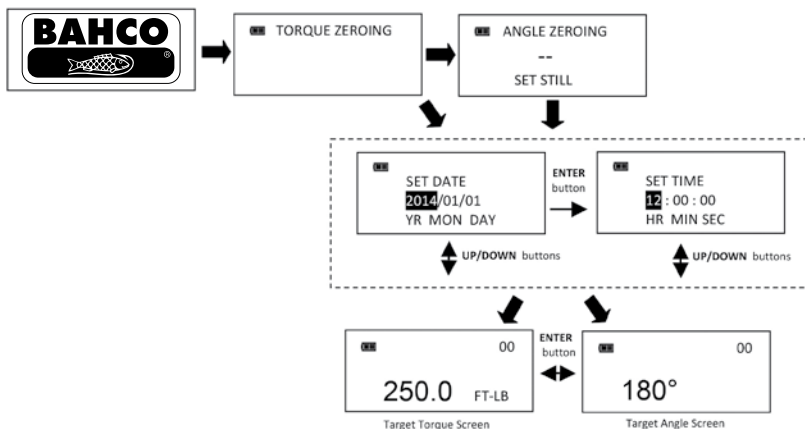 BAHCO
®
TORQUE ZEROING
ANGLE ZEROING
--
SET STILL
SET DATE
2014/01/01
YR MON DAY
ENTER
button
SET TIME
12 : 00 : 00
HR MIN SEC
UP/DOWN buttons
UP/DOWN buttons
00
250.0 FT-LB
Target Torque Screen
ENTER
button
00
180°
Target Angle Screen